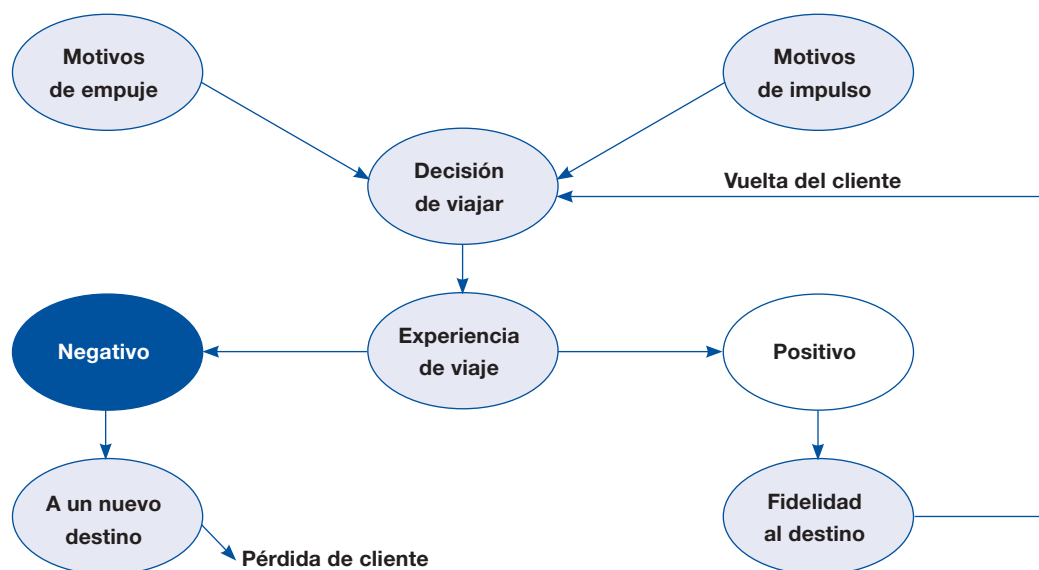 Motivos
de empuje
Motivos
de impulso
Decisión
de viajar
Vuelta del cliente
Negativo
Experiencia
de viaje
Positivo
A un nuevo
destino
Pérdida de cliente
Fidelidad
al destino